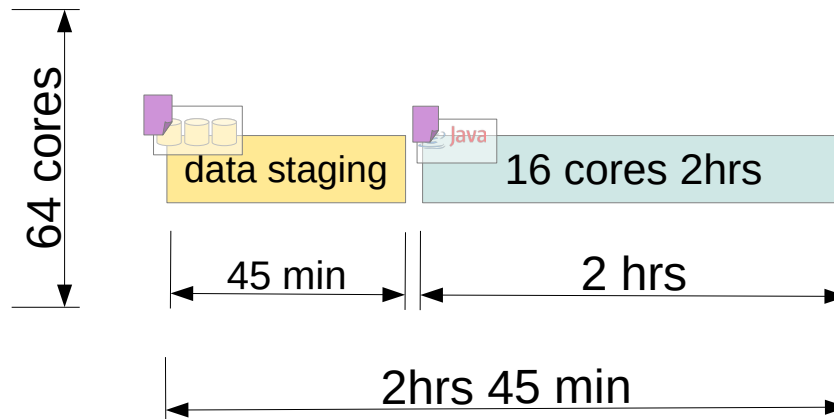 64 cores
data staging
Java
16 cores 2hrs
45 min
2 hrs
2hrs 45 min